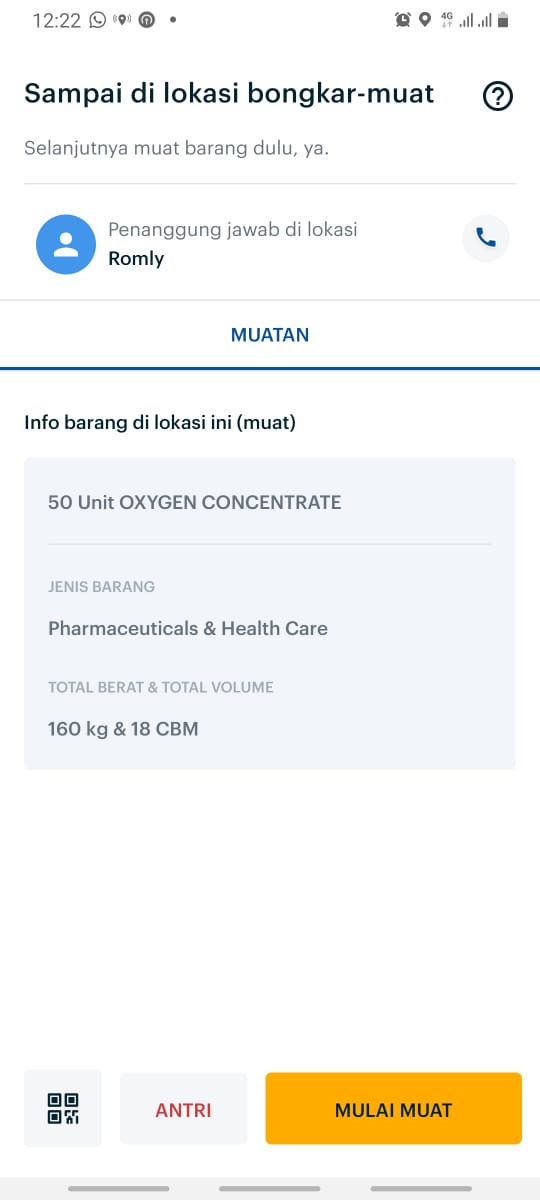 12:22
4G
Sampai di lokasi bongkar-muat
Selanjutnya muat barang dulu, ya.
Penanggung jawab di lokasi
Romly
MUATAN
Info barang di lokasi ini (muat)
50 Unit OXYGEN CONCENTRATE
JENIS BARANG
Pharmaceuticals & Health Care
TOTAL BERAT & TOTAL VOLUME
160 kg & 18 CBM
ANTRI
MULAI MUAT